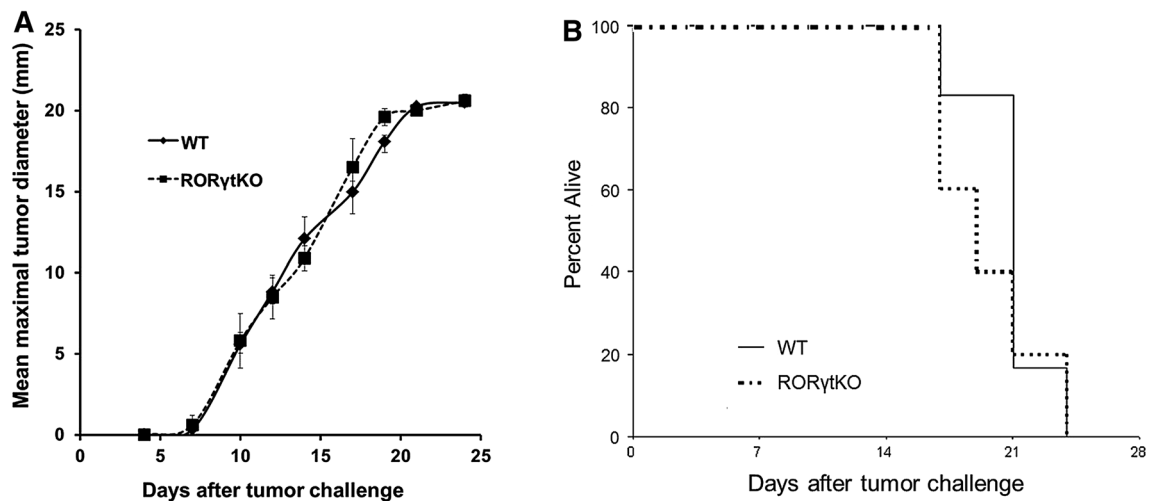 A
Mean maximal tumor diameter (mm)
25
20
15
10
5
0
WT
RORγtKO
0 5 10 15 20 25
Days after tumor challenge
B
Percent Alive
100
80
60
40
20
0
WT
RORγtKO
0 7 14 21 28
Days after tumor challenge